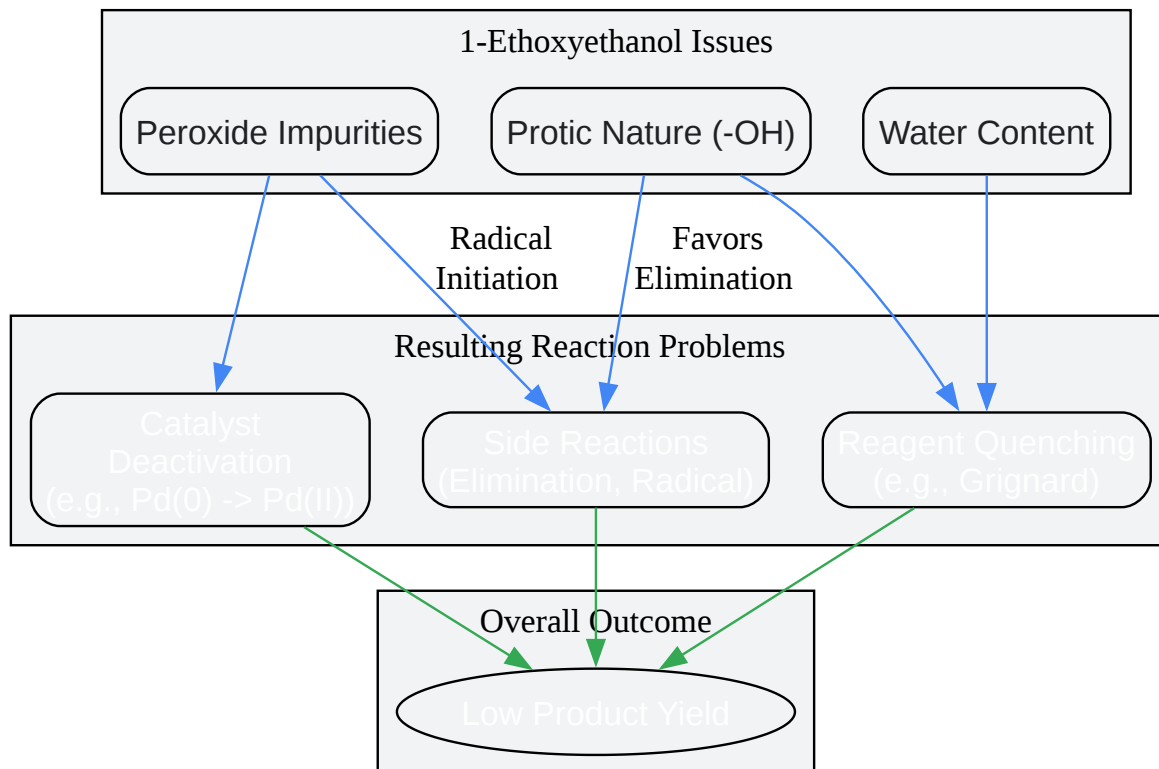 1-Ethoxyethanol Issues
Peroxide Impurities
Protic Nature (-OH)
Water Content
Radical
Initiation
Favors
Elimination
Resulting Reaction Problems
Catalyst
Deactivation
(e.g., Pd(0) -> Pd(II))
Side Reactions
(Elimination, Radical)
Reagent Quenching
(e.g., Grignard)
Overall Outcome
Low Product Yield